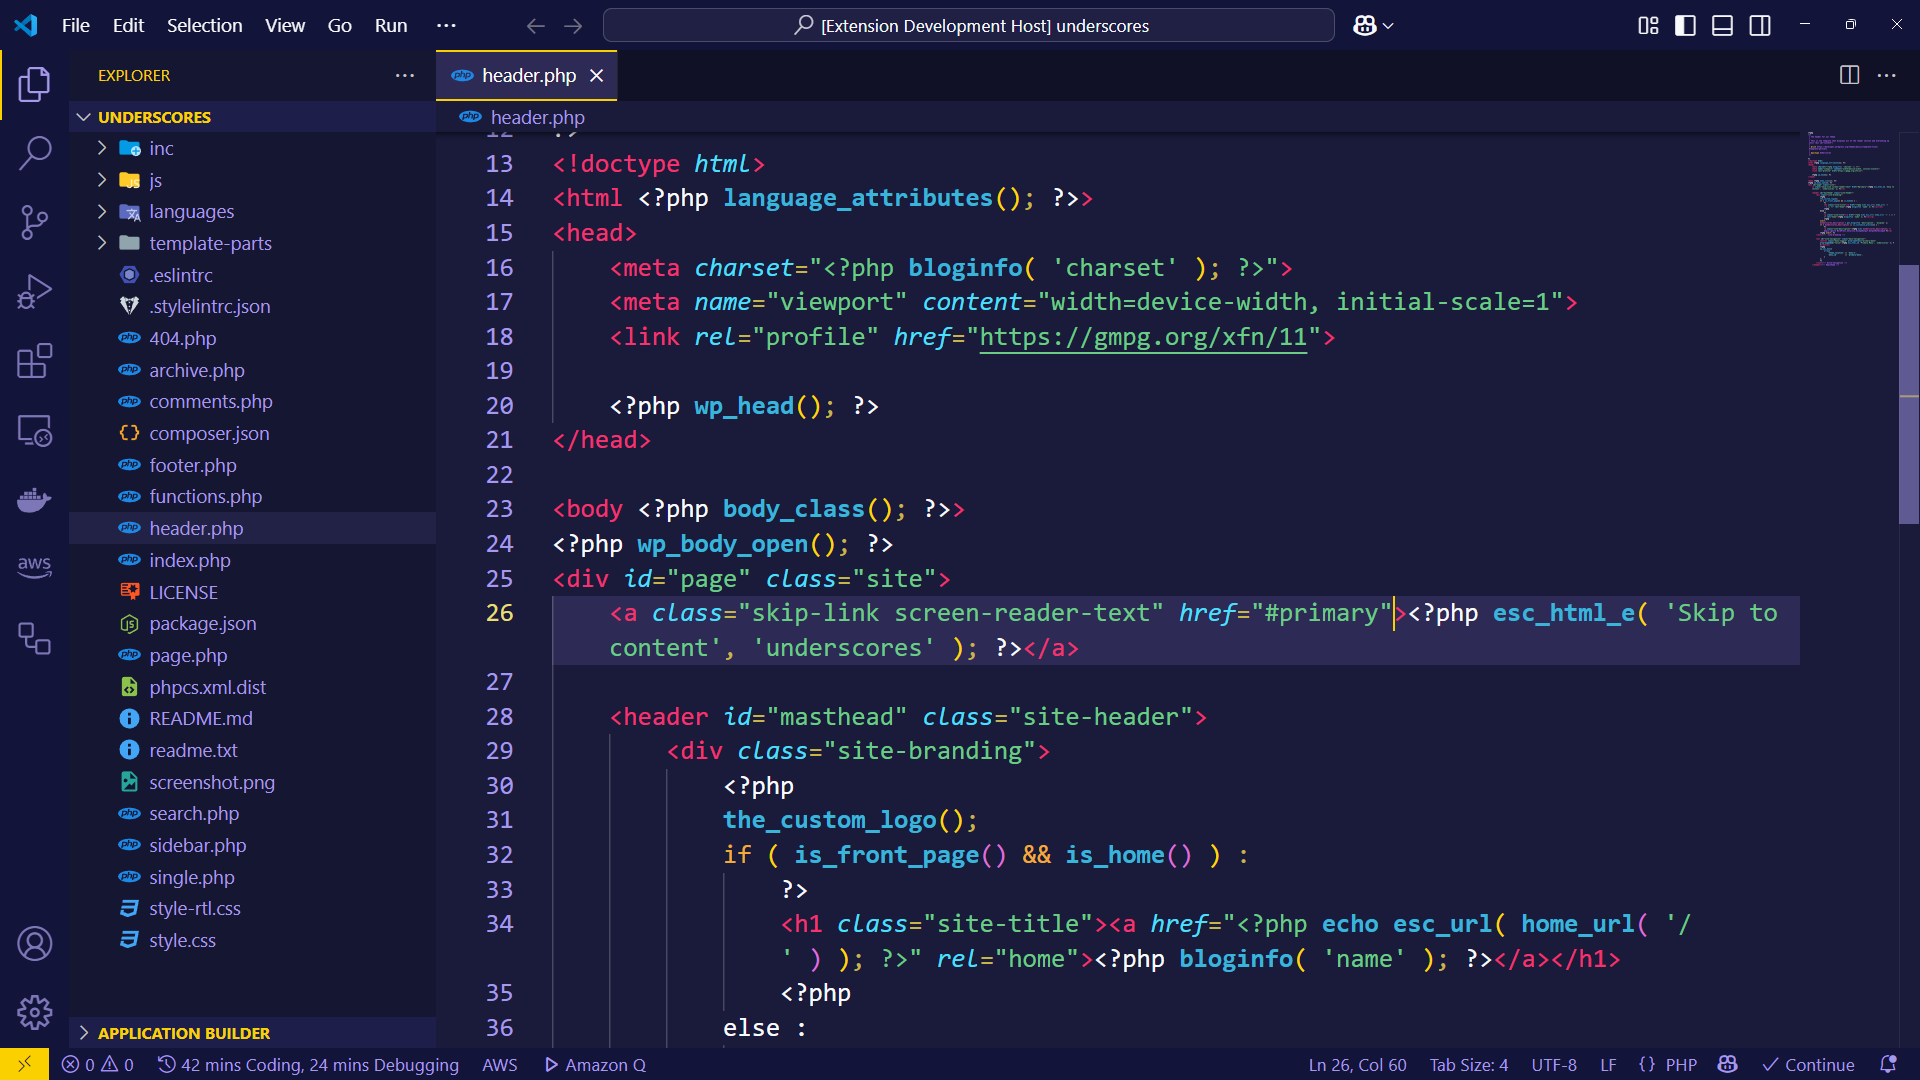 File Edit Selection View Go Run ···
[Extension Development Host] underscores
EXPLORER
UNDERSCORES
inc
js
languages
template-parts
.eslintrc
.stylelintrc.json
404.php
archive.php
comments.php
composer.json
footer.php
functions.php
header.php
index.php
LICENSE
package.json
page.php
phpcs.xml.dist
README.md
readme.txt
screenshot.png
search.php
sidebar.php
single.php
style-rtl.css
style.css
APPLICATION BUILDER
aws
header.php
header.php
12 ?>
13 <!doctype html>
14 <html <?php language_attributes(); ?>>
15 <head>
16 <meta charset="<?php bloginfo( 'charset' ); ?>">
17 <meta name="viewport" content="width=device-width, initial-scale=1">
18 <link rel="profile" href="https://gmpg.org/xfn/11">
19
20 <?php wp_head(); ?>
21 </head>
22
23 <body <?php body_class(); ?>>
24 <?php wp_body_open(); ?>
25 <div id="page" class="site">
26 <a class="skip-link screen-reader-text" href="#primary"><?php esc_html_e( 'Skip to
content', 'underscores' ); ?></a>
27
28 <header id="masthead" class="site-header">
29 <div class="site-branding">
30 <?php
31 the_custom_logo();
32 if ( is_front_page() && is_home() ) :
33 ?>
34 <h1 class="site-title"><a href="<?php echo esc_url( home_url( '/
' ) ); ?>" rel="home"><?php bloginfo( 'name' ); ?></a></h1>
35 <?php
36 else :
0 0 42 mins Coding, 24 mins Debugging AWS Amazon Q Ln 26, Col 60 Tab Size: 4 UTF-8 LF {} PHP Continue